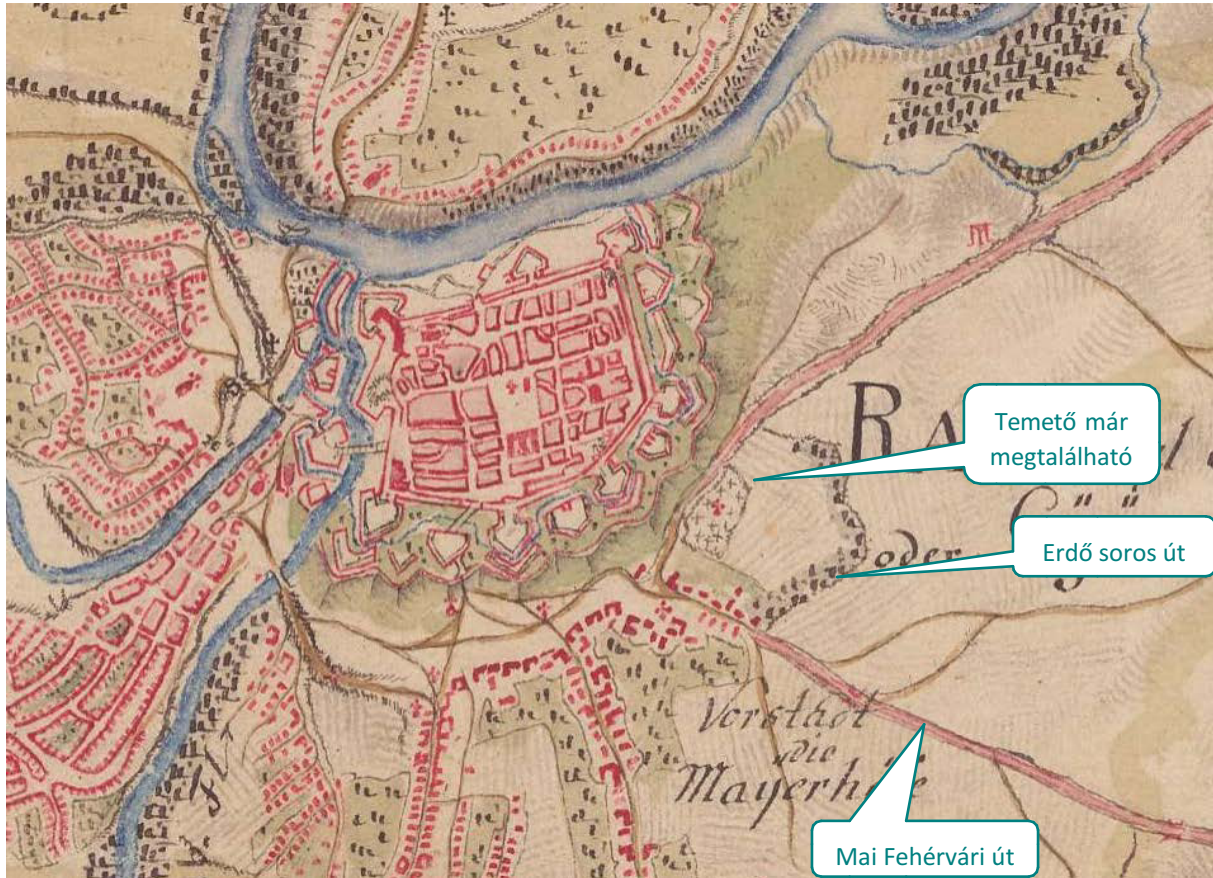 Temető már
megtalálható
oder
Erdő soros út
Vorstadt
die
Mai Fehérvári út